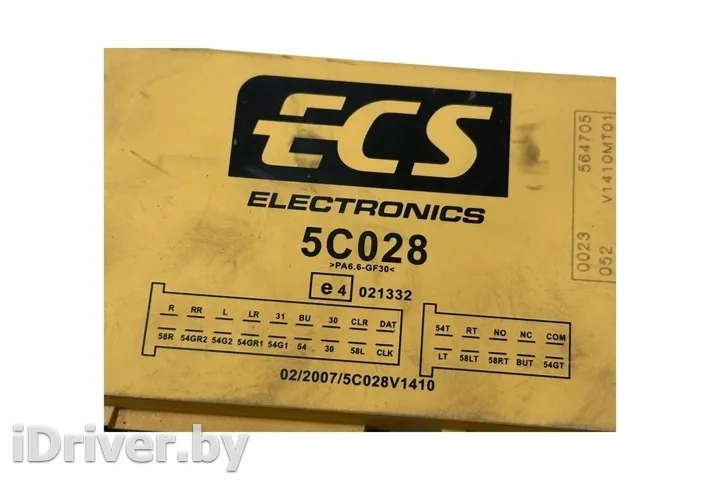 ECS
ELECTRONICS
5C028
>PA6.6-GF30<
e4 021332
R RR L LR 31 BU 30 CLR DAT
58R 54GR2 54G2 54GR1 54G1 54 30 58L CLK
54T RT NO NC COM
LT 58LT 58RT BUT 54GT
02/2007/5C028V1410
0023 564705
052 V1410MT01
iDriver.by